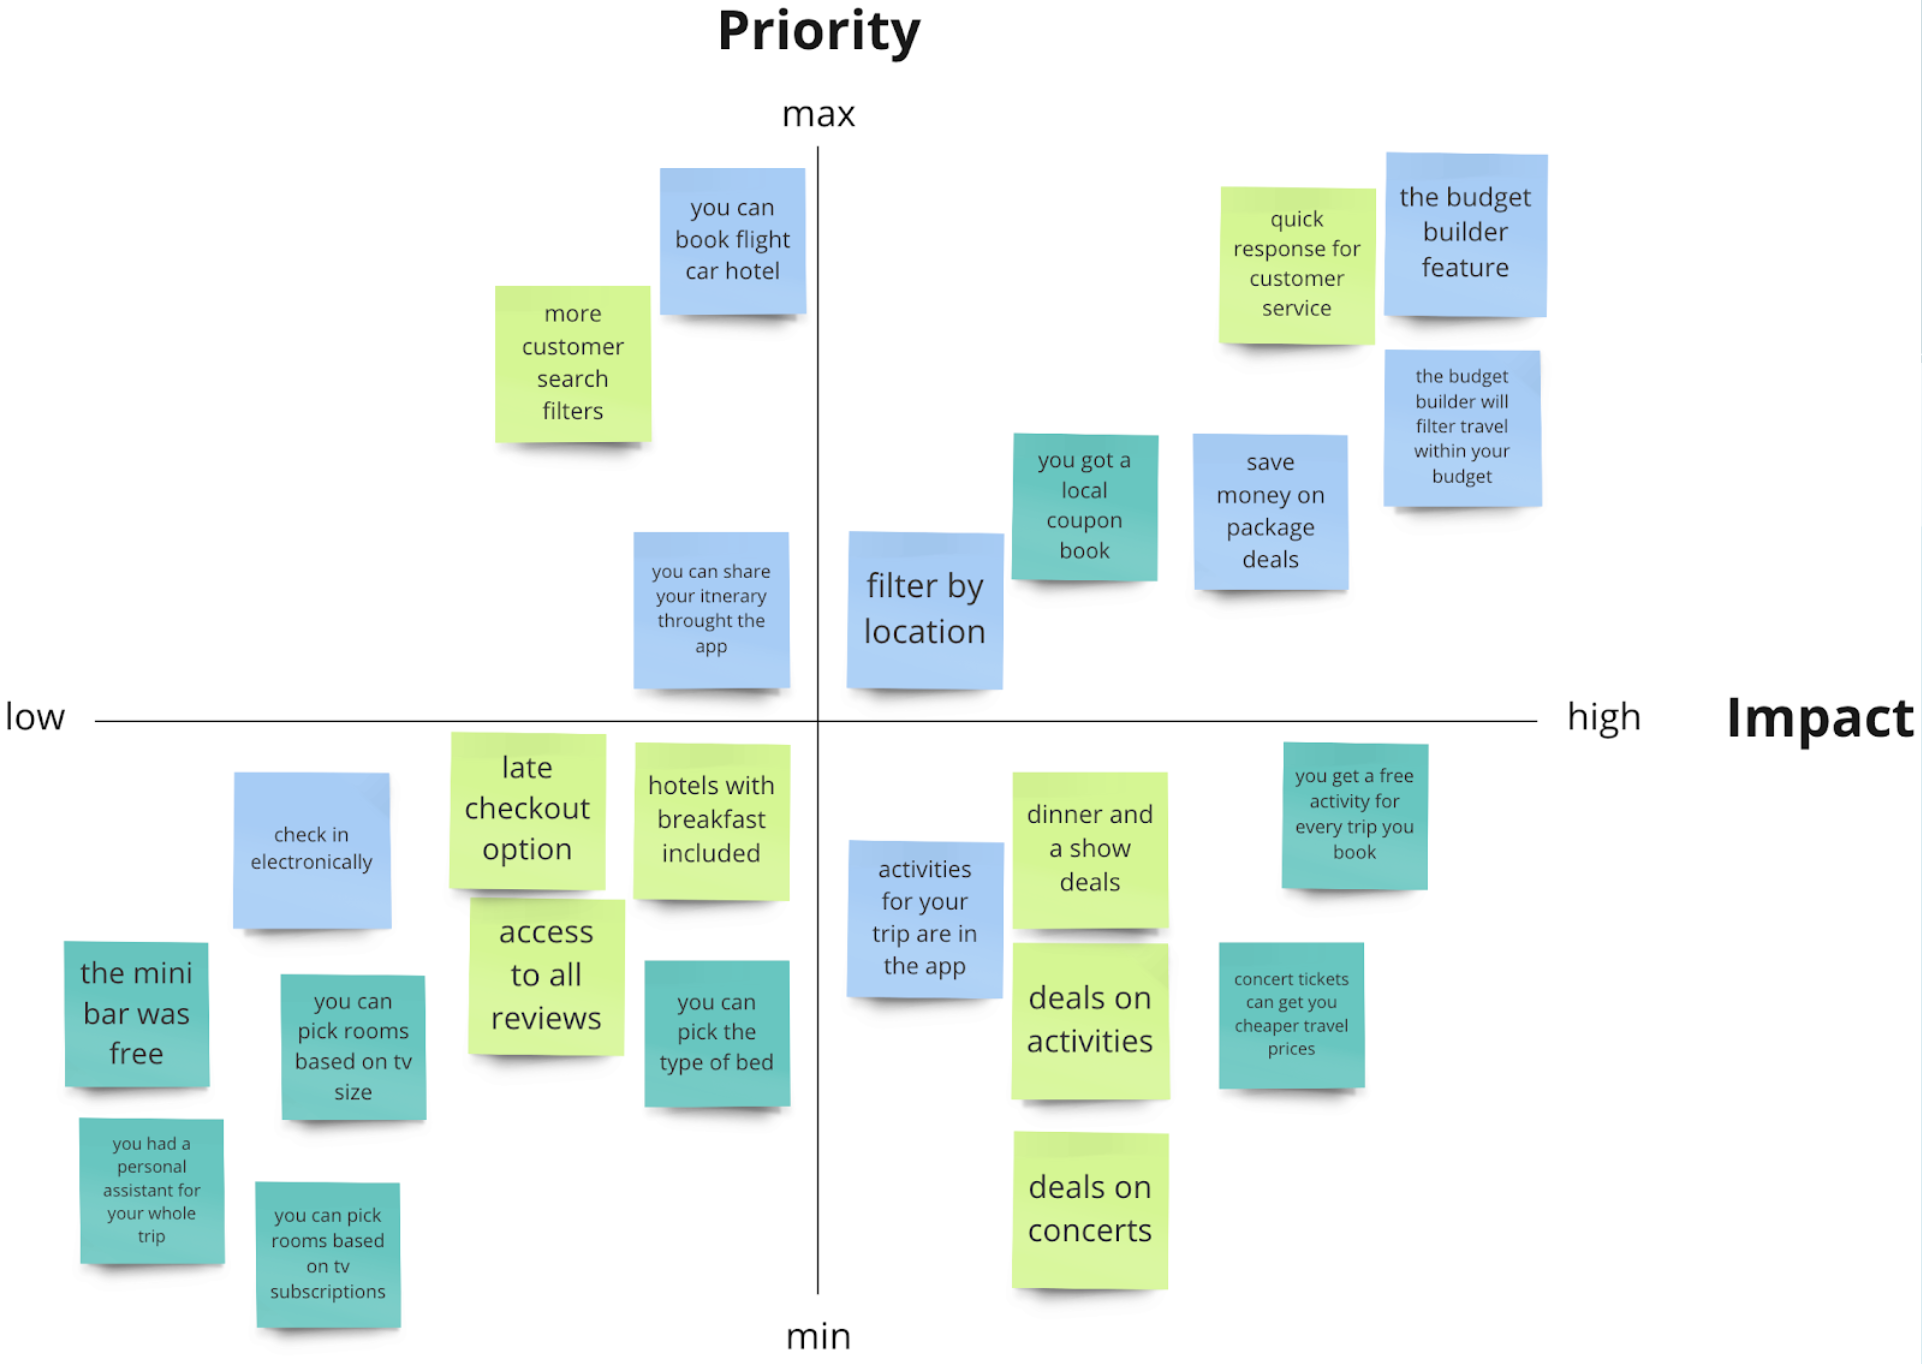 Priority
max
you can
book flight
car hotel
more
customer
search
filters
quick
response for
customer
service
the budget
builder
feature
the budget
builder will
filter travel
within your
budget
you got a
local
coupon
book
save
money on
package
deals
you can share
your itnerary
throught the
app
filter by
location
low
high
Impact
late
checkout
option
hotels with
breakfast
included
check in
electronically
access
to all
reviews
you can
pick the
type of bed
the mini
bar was
free
you can
pick rooms
based on tv
size
you had a
personal
assistant for
your whole
trip
you can pick
rooms based
on tv
subscriptions
activities
for your
trip are in
the app
dinner and
a show
deals
you get a free
activity for
every trip you
book
deals on
activities
concert tickets
can get you
cheaper travel
prices
deals on
concerts
min